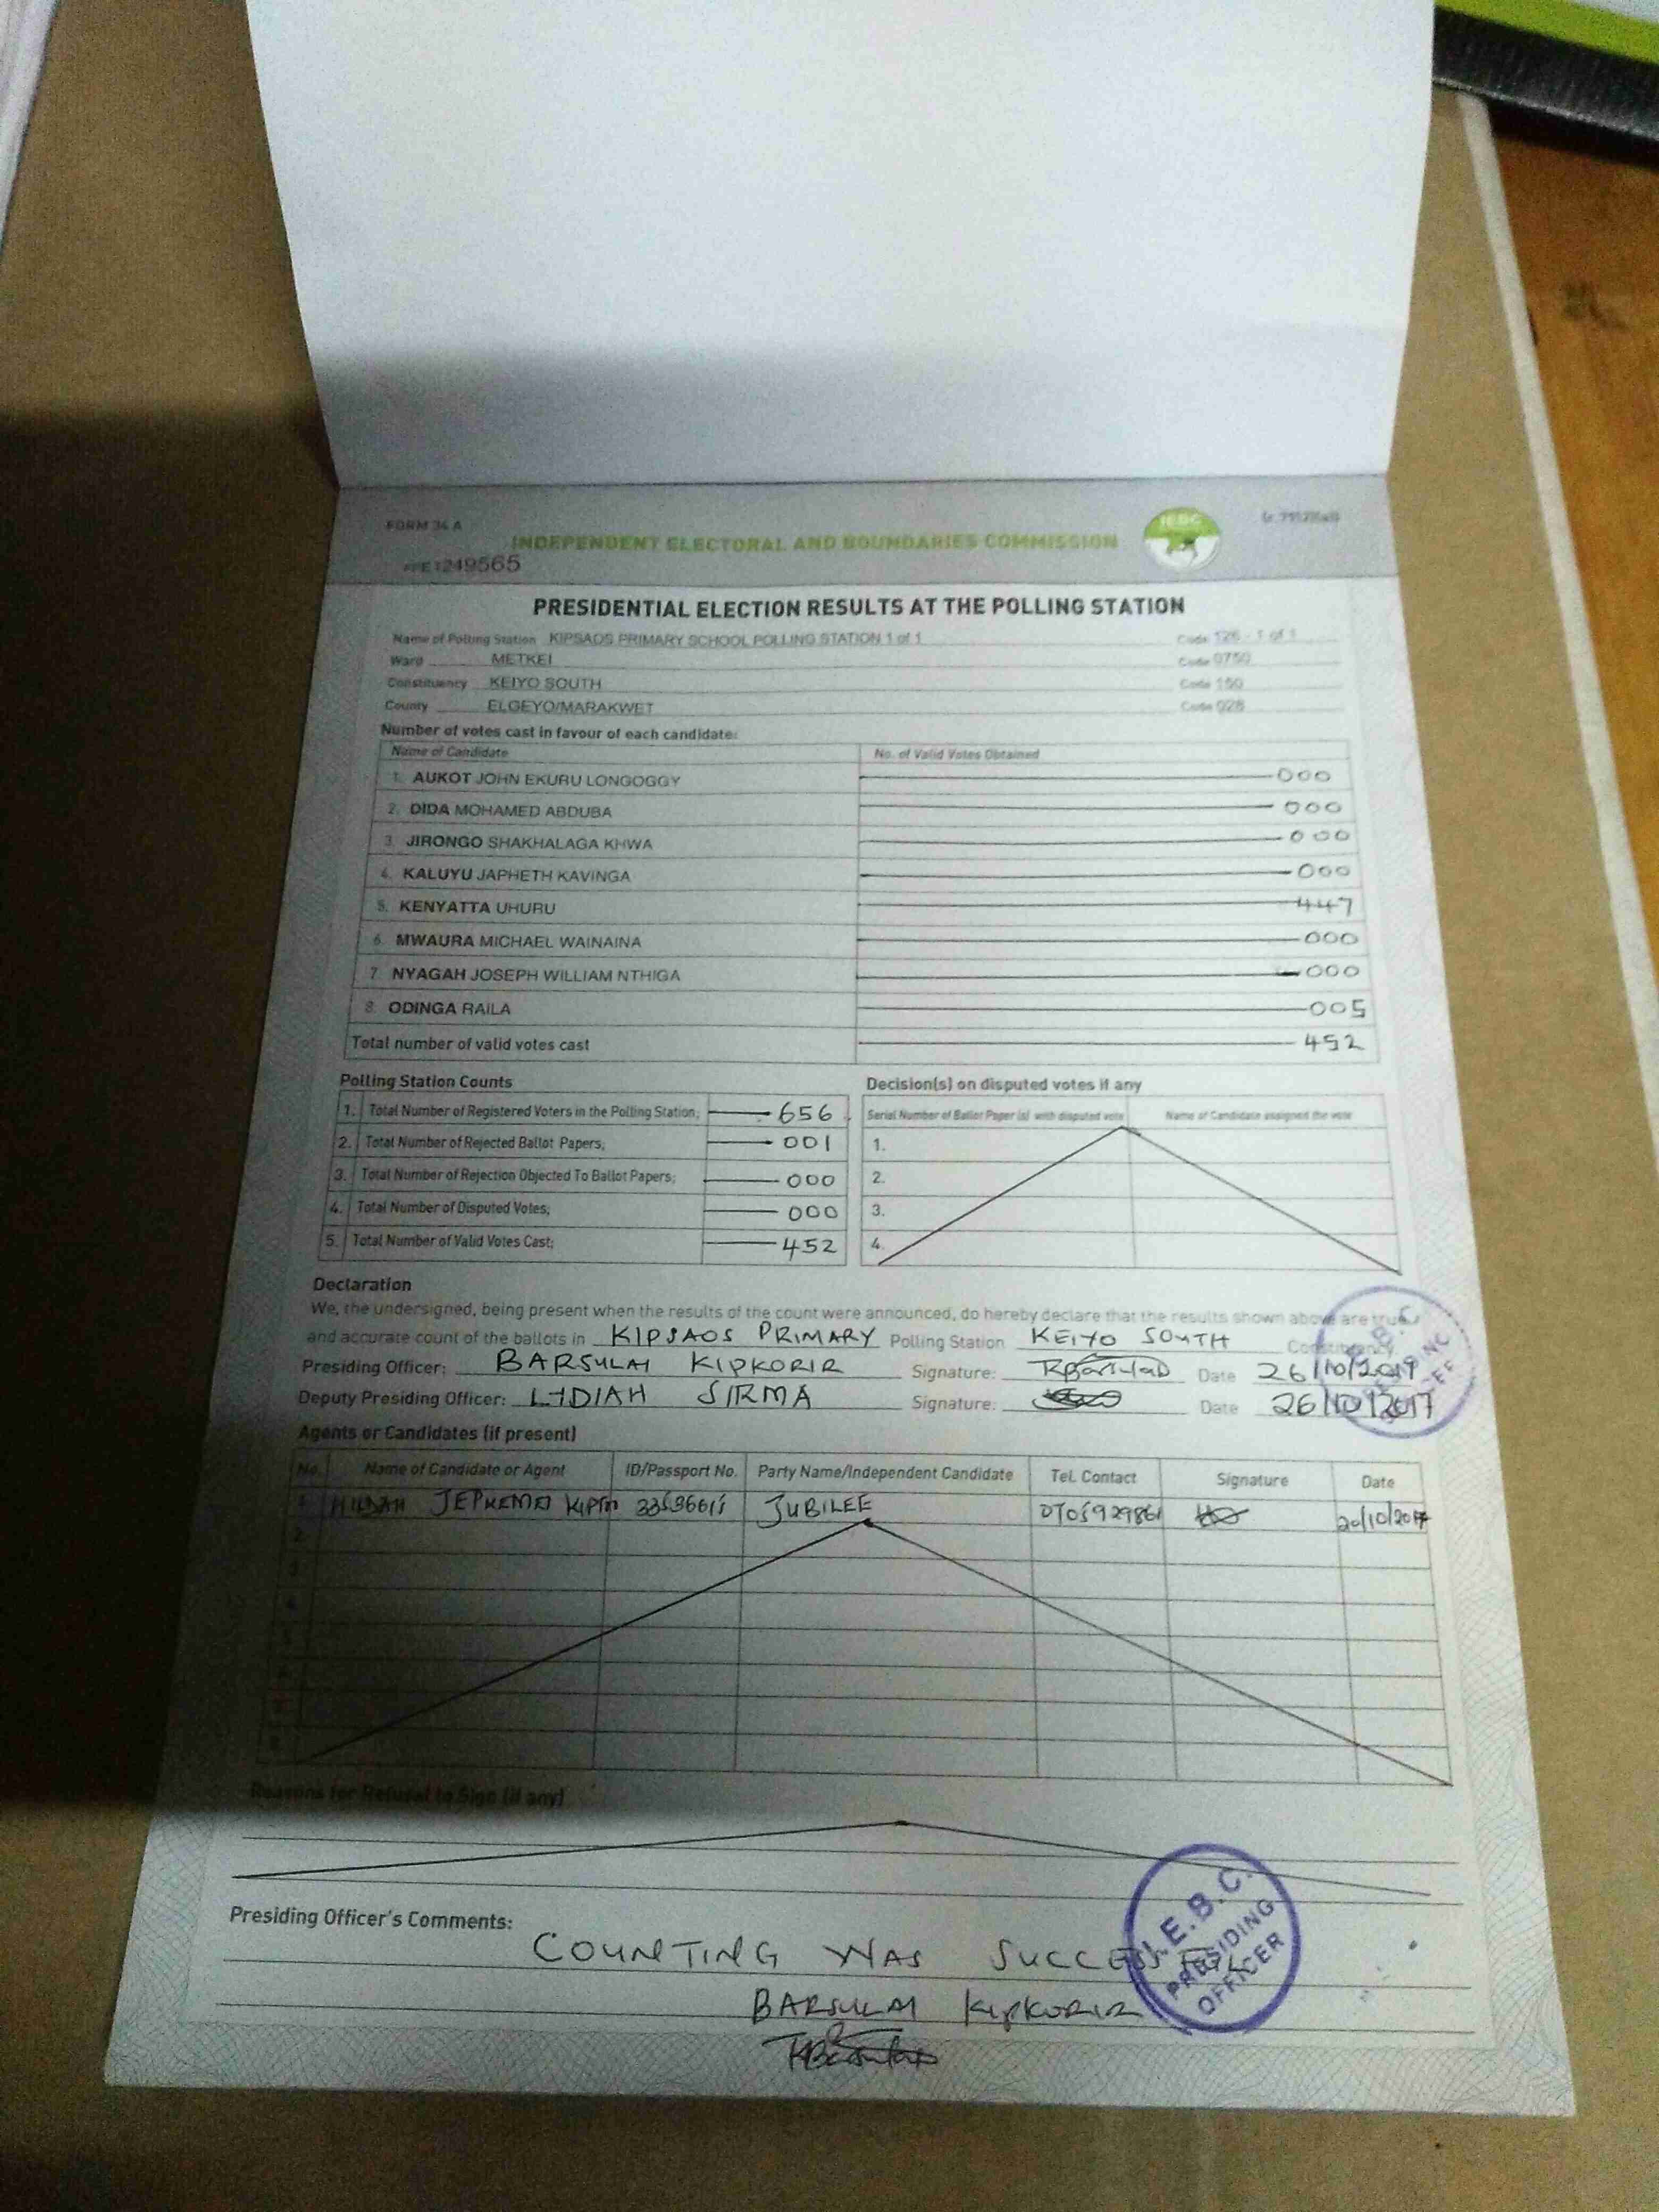 FORM 34 A
INDEPENDENT ELECTORAL AND BOUNDARIES COMMISSION
IEBC
1249565
PRESIDENTIAL ELECTION RESULTS AT THE POLLING STATION
Name of Polling Station KIPSAOS PRIMARY SCHOOL POLLING STATION 1 of 1 Code 126 - 1 of 1
Ward METKEI Code 0750
Constituency KEIYO SOUTH Code 150
County ELGEYO/MARAKWET Code 028
Number of votes cast in favour of each candidate:
Name of Candidate No. of Valid Votes Obtained
1. AUKOT JOHN EKURU LONGOGGY 000
2. DIDA MOHAMED ABDUBA 000
3. JIRONGO SHAKHALAGA KHWA 000
4. KALUYU JAPHETH KAVINGA 000
5. KENYATTA UHURU 447
6. MWAURA MICHAEL WAINAINA 000
7. NYAGAH JOSEPH WILLIAM NTHIGA 000
8. ODINGA RAILA 005
Total number of valid votes cast 452
Polling Station Counts
1. Total Number of Registered Voters in the Polling Station; 656
2. Total Number of Rejected Ballot Papers; 001
3. Total Number of Rejection Objected To Ballot Papers; 000
4. Total Number of Disputed Votes; 000
5. Total Number of Valid Votes Cast; 452
Decision(s) on disputed votes if any
Serial Number of Ballot Paper (s) with disputed vote Name of Candidate assigned the vote
1.
2.
3.
4.
Declaration
We, the undersigned, being present when the results of the count were announced, do hereby declare that the results shown above are true
and accurate count of the ballots in KIPSAOS PRIMARY Polling Station KEIYO SOUTH Constituency.
Presiding Officer: BARSULAI KIPKORIR Signature: Date 26/10/2017
Deputy Presiding Officer: LYDIAH SIRMA Signature: Date 26/10/2017
Agents or Candidates (if present)
No. Name of Candidate or Agent ID/Passport No. Party Name/Independent Candidate Tel. Contact Signature Date
1 JUBILEE 0705929861
2
3
4
5
6
7
8
Reasons for Refusal to Sign (if any)
Presiding Officer's Comments:
COUNTING WAS SUCCESSFUL
BARSULAI KIPKORIR
I.E.B.C.
PRESIDING
OFFICER